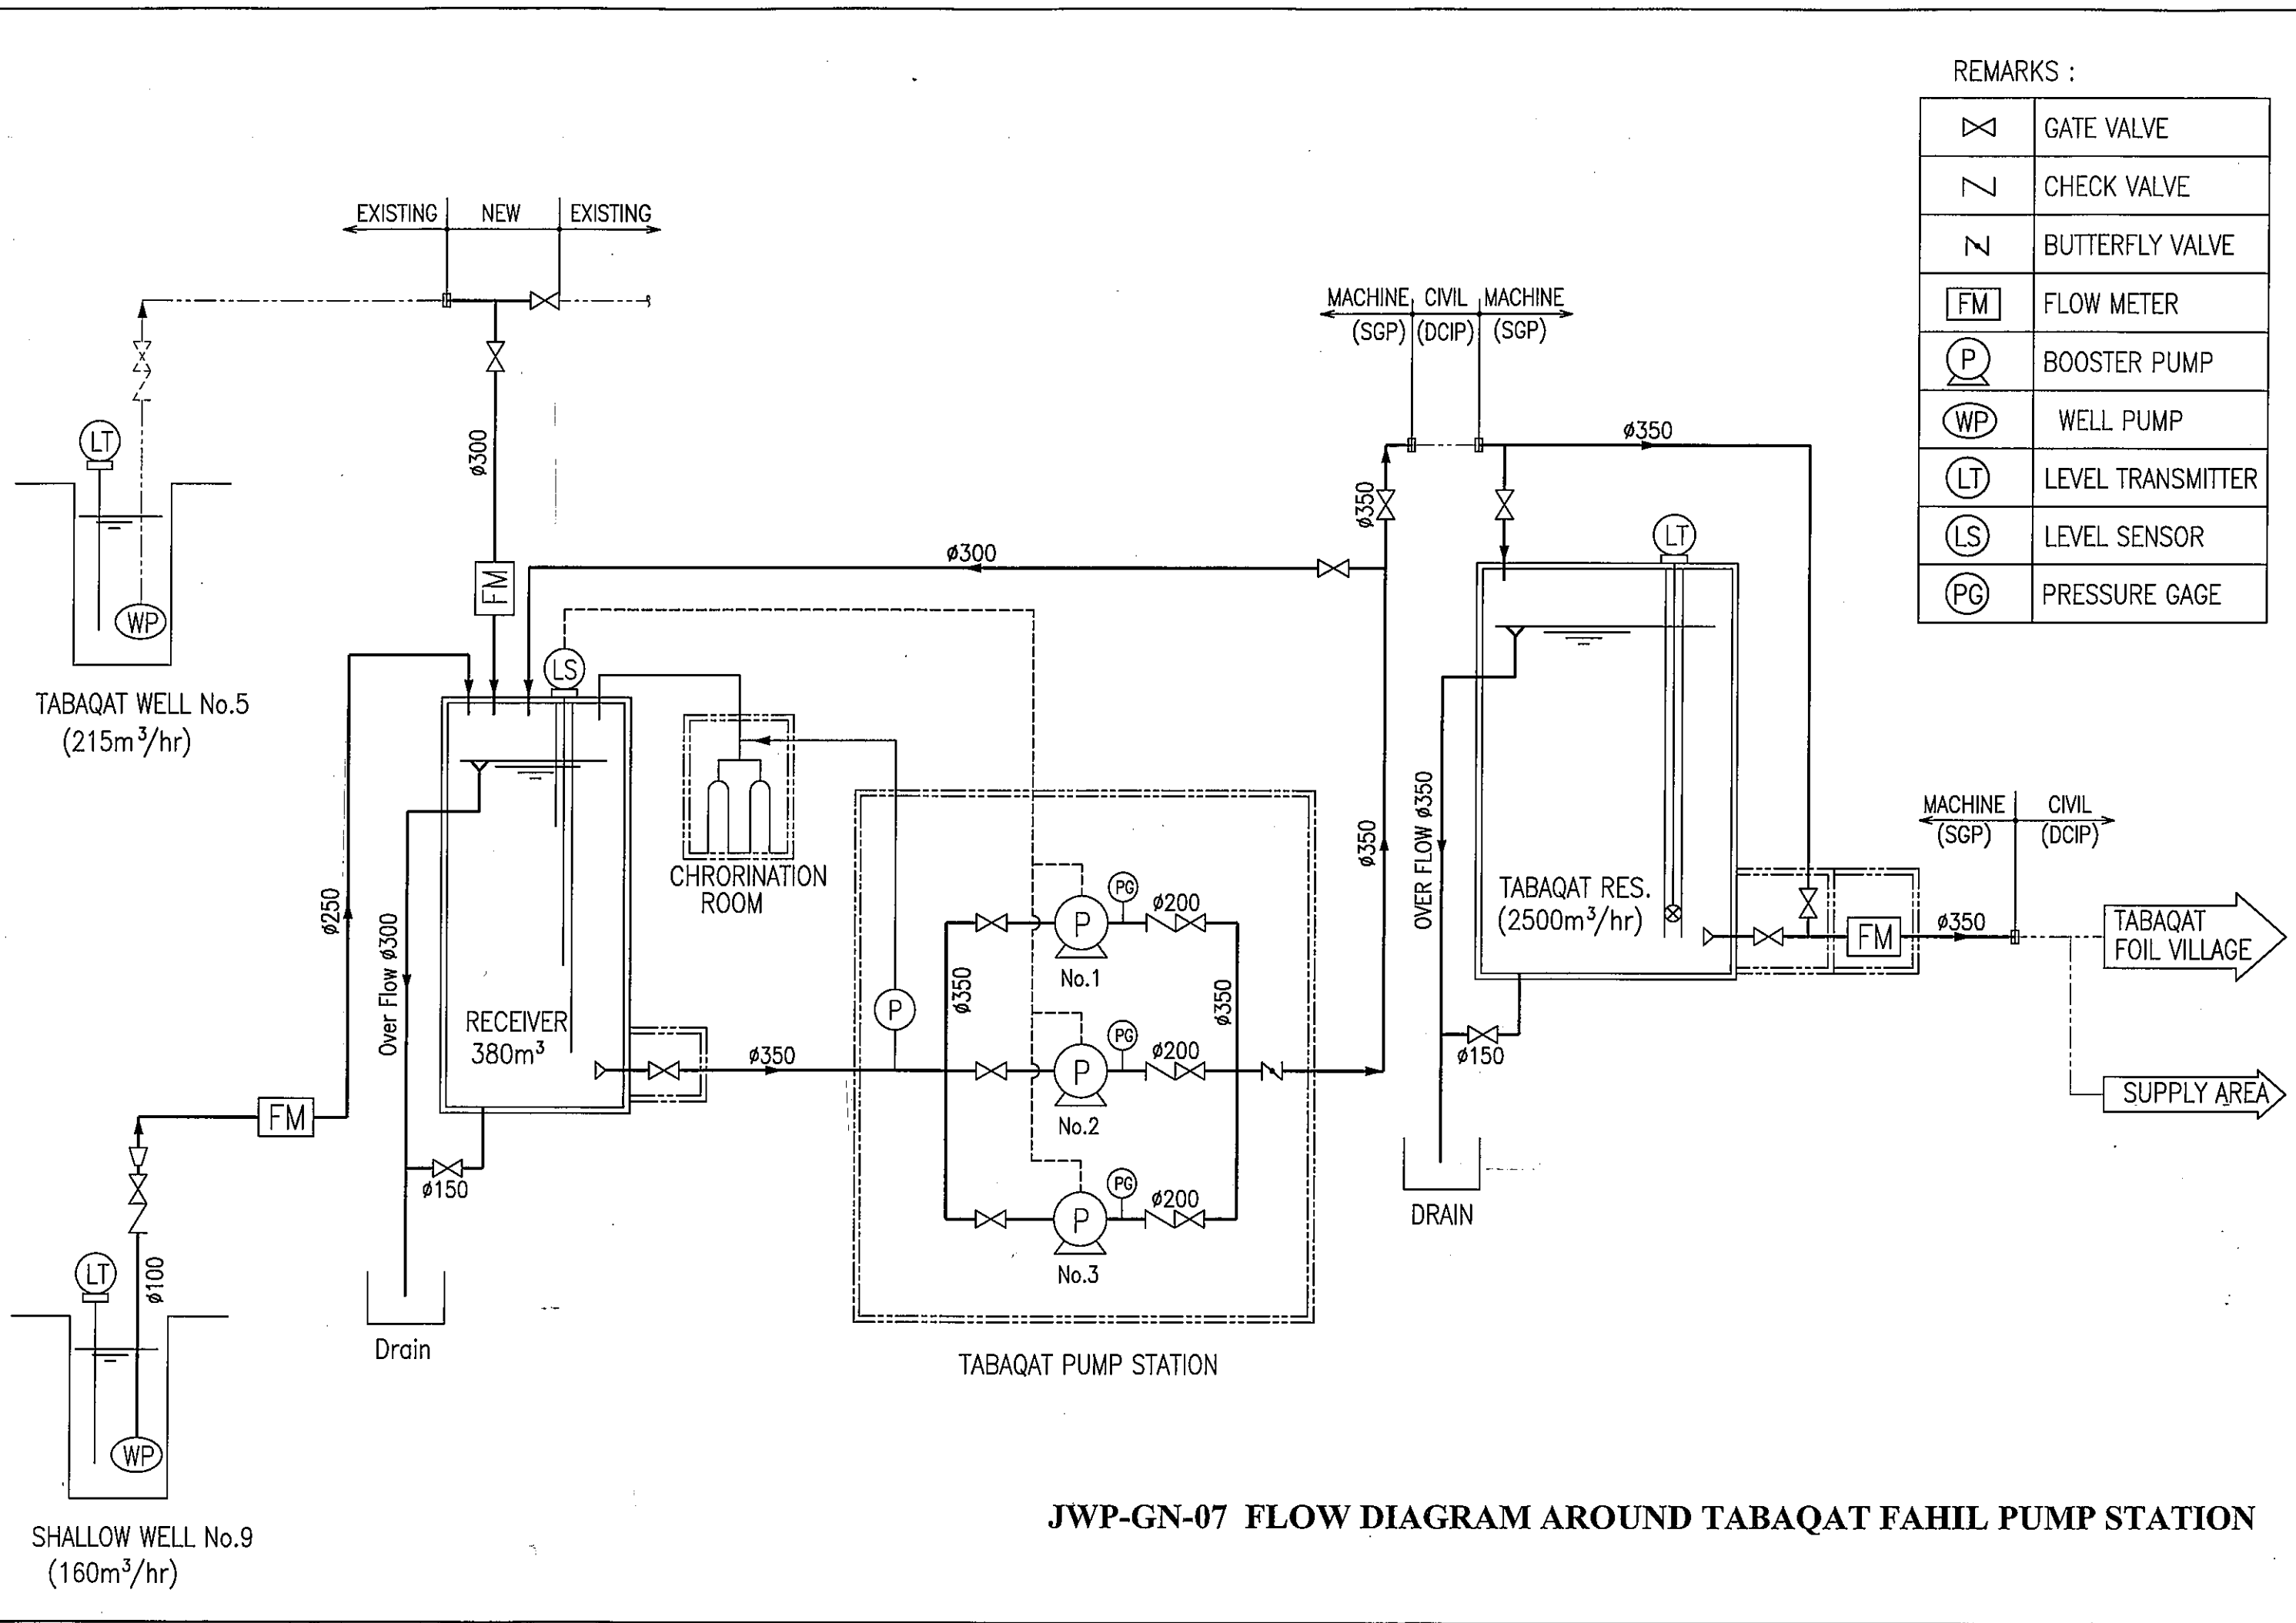 REMARKS :
GATE VALVE
CHECK VALVE
BUTTERFLY VALVE
FM FLOW METER
P BOOSTER PUMP
WP WELL PUMP
LT LEVEL TRANSMITTER
LS LEVEL SENSOR
PG PRESSURE GAGE
EXISTING NEW EXISTING
MACHINE CIVIL MACHINE
(SGP) (DCIP) (SGP)
LT
WP
TABAQAT WELL No.5
(215m³/hr)
ø300
FM
ø300
ø350
ø350
LT
LS
ø250
Over Flow ø300
RECEIVER
380m³
ø150
Drain
FM
ø100
LT
WP
SHALLOW WELL No.9
(160m³/hr)
CHRORINATION
ROOM
P
ø350
ø350
P
PG
ø200
No.1
P
PG
ø200
No.2
P
PG
ø200
No.3
ø350
TABAQAT PUMP STATION
ø350
OVER FLOW ø350
TABAQAT RES.
(2500m³/hr)
ø150
DRAIN
FM
ø350
MACHINE CIVIL
(SGP) (DCIP)
TABAQAT
FOIL VILLAGE
SUPPLY AREA
JWP-GN-07 FLOW DIAGRAM AROUND TABAQAT FAHIL PUMP STATION